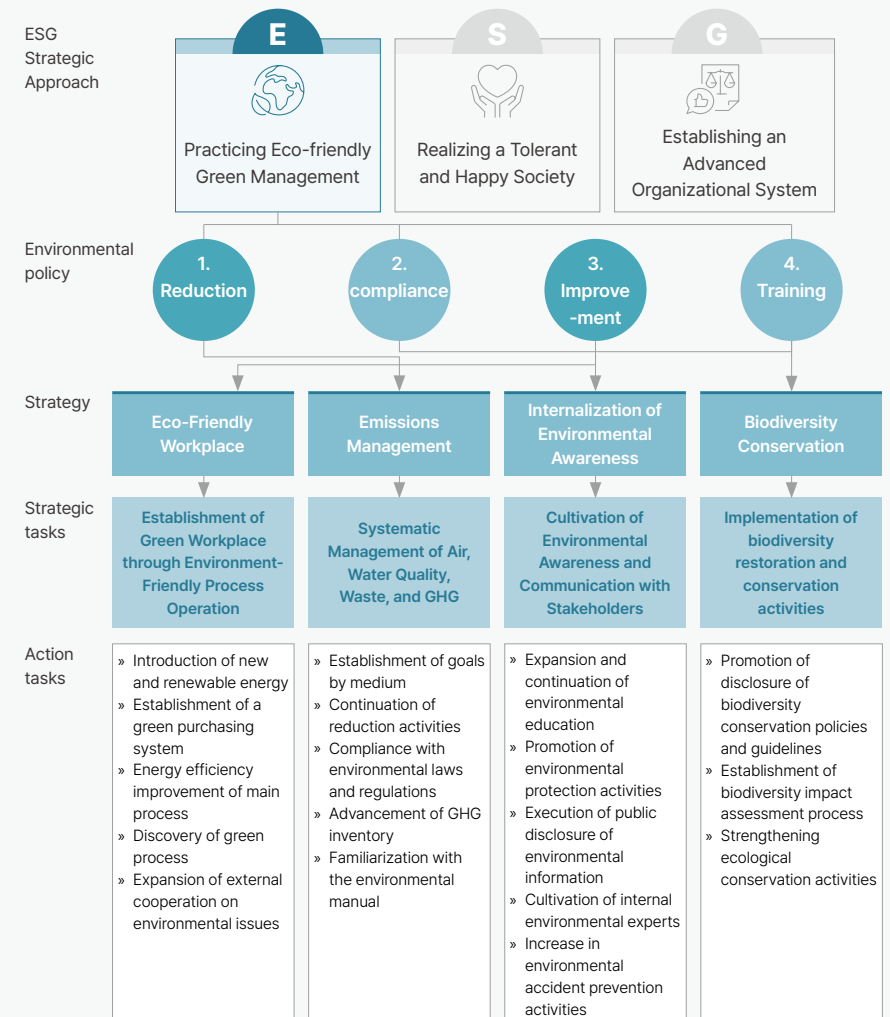 ESG
Strategic
Approach
E
Practicing Eco-friendly
Green Management
S
Realizing a Tolerant
and Happy Society
G
Establishing an
Advanced
Organizational System
Environmental
policy
1.
Reduction
2.
compliance
3.
Improve
-ment
4.
Training
Strategy
Eco-Friendly
Workplace
Emissions
Management
Internalization of
Environmental
Awareness
Biodiversity
Conservation
Strategic
tasks
Establishment of
Green Workplace
through Environment-
Friendly Process
Operation
Systematic
Management of Air,
Water Quality,
Waste, and GHG
Cultivation of
Environmental
Awareness and
Communication with
Stakeholders
Implementation of
biodiversity
restoration and
conservation
activities
Action
tasks
» Introduction of new
and renewable energy
» Establishment of a
green purchasing
system
» Energy efficiency
improvement of main
process
» Discovery of green
process
» Expansion of external
cooperation on
environmental issues
» Establishment of goals
by medium
» Continuation of
reduction activities
» Compliance with
environmental laws
and regulations
» Advancement of GHG
inventory
» Familiarization with
the environmental
manual
» Expansion and
continuation of
environmental
education
» Promotion of
environmental
protection activities
» Execution of public
disclosure of
environmental
information
» Cultivation of internal
environmental experts
» Increase in
environmental
accident prevention
activities
» Promotion of
disclosure of
biodiversity
conservation policies
and guidelines
» Establishment of
biodiversity impact
assessment process
» Strengthening
ecological
conservation activities